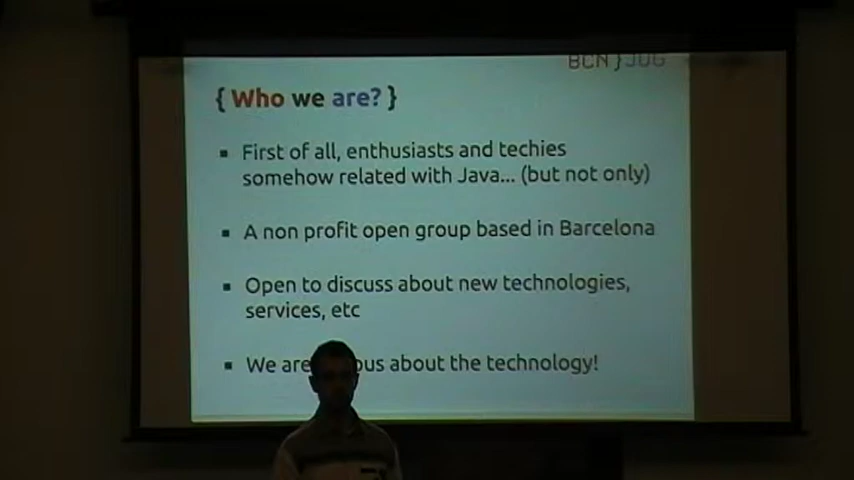 BCN}JUG
{ Who we are? }
▪ First of all, enthusiasts and techies
somehow related with Java... (but not only)
▪ A non profit open group based in Barcelona
▪ Open to discuss about new technologies,
services, etc
▪ We are about the technology!